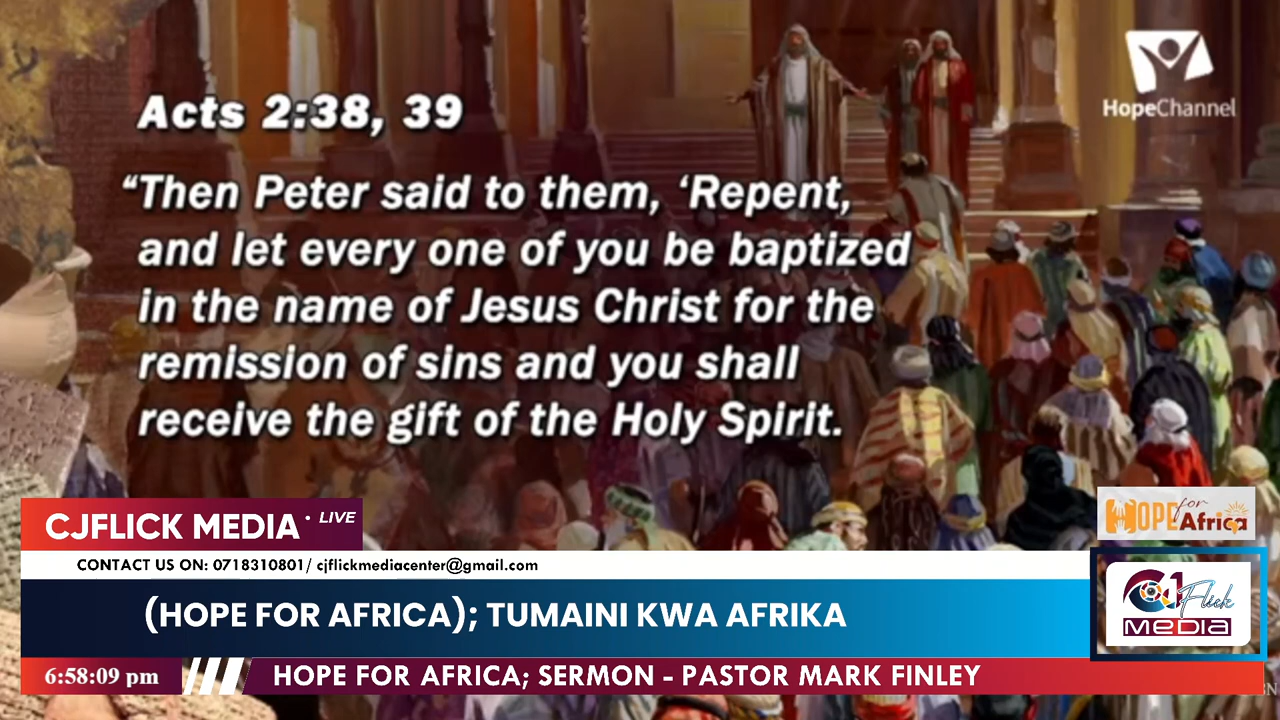 HopeChannel
Acts 2:38, 39
“Then Peter said to them, ‘Repent,
and let every one of you be baptized
in the name of Jesus Christ for the
remission of sins and you shall
receive the gift of the Holy Spirit.
CJFLICK MEDIA • LIVE
CONTACT US ON: 0718310801/ cjflickmediacenter@gmail.com
(HOPE FOR AFRICA); TUMAINI KWA AFRIKA
HOPE for Africa
Flick
MEDIA
6:58:09 pm
HOPE FOR AFRICA; SERMON - PASTOR MARK FINLEY